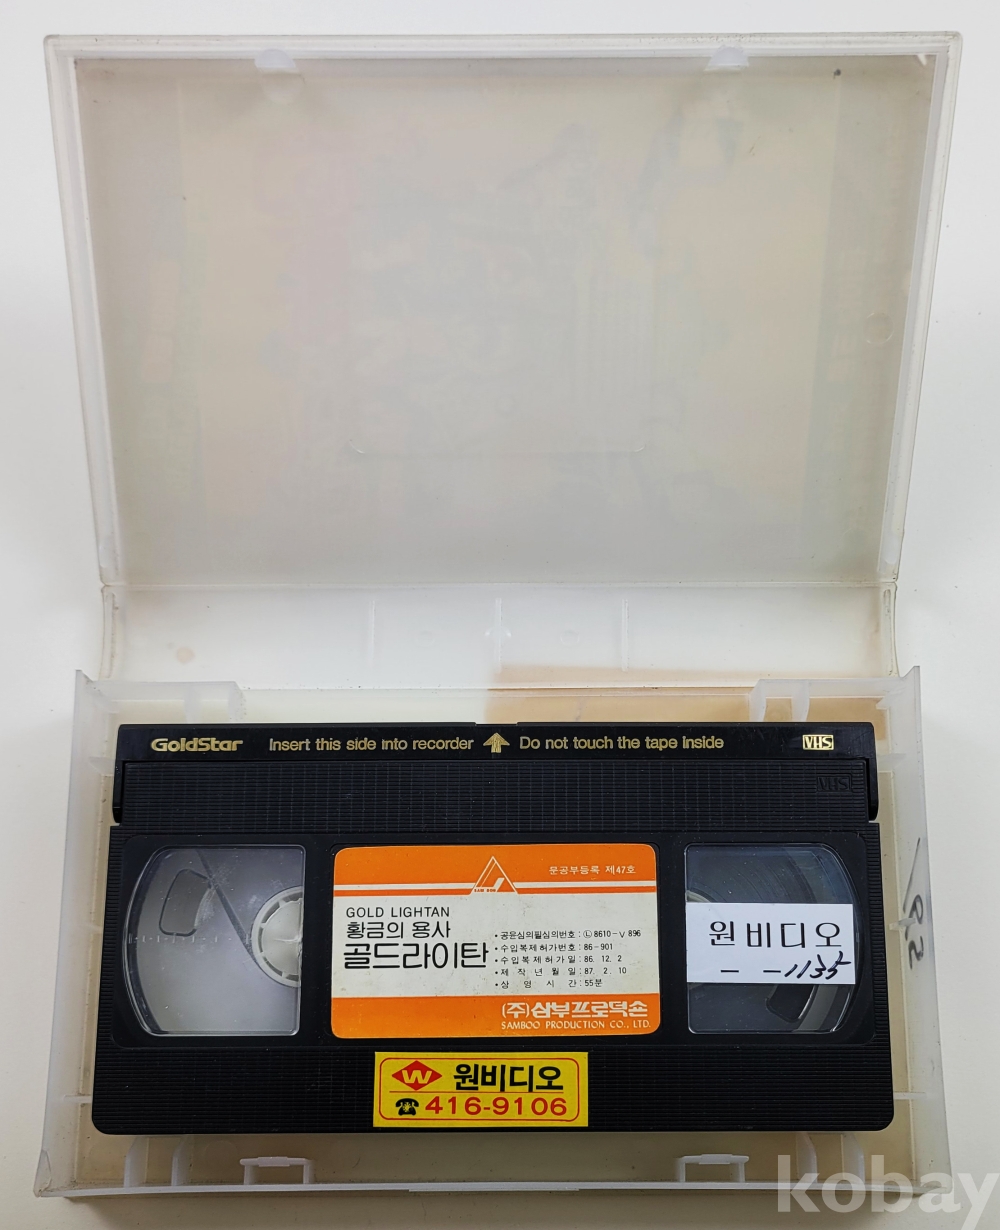 GoldStar Insert this side into recorder Do not touch the tape inside VHS
VHS
SAM BOO
문공부등록 제47호
GOLD LIGHTAN
황금의 용사
골드라이탄
• 공윤심의필심의번호 : Ⓛ 8610-V 896
• 수입복제허가번호 : 86-901
• 수입복제허가일 : 86. 12. 2
• 제작년월일 : 87. 2. 10
• 상영시간 : 55분
(주)삼부프로덕숀
SAMBOO PRODUCTION CO., LTD.
원비디오
- - 1135
W 원비디오
☎ 416-9106
kobay